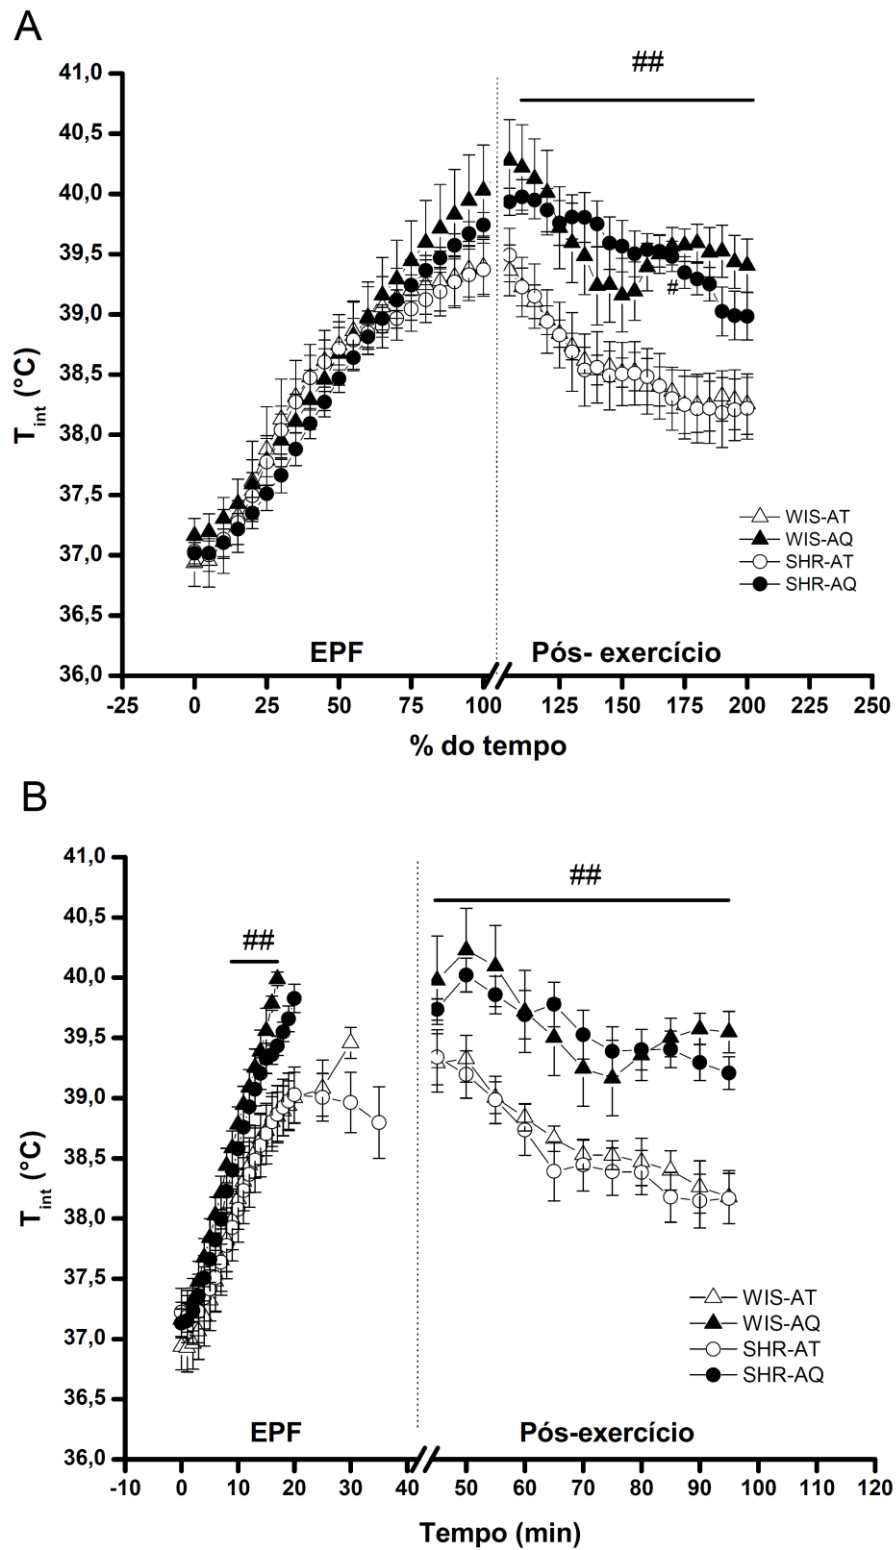 A
##
41,0
40,5
40,0
39,5
39,0
38,5
38,0
37,5
37,0
36,5
36,0
T int (°C)
#
WIS-AT
WIS-AQ
SHR-AT
SHR-AQ
EPF Pós- exercício
-25 0 25 50 75 100 125 150 175 200 225 250
% do tempo
B
##
##
41,0
40,5
40,0
39,5
39,0
38,5
38,0
37,5
37,0
36,5
36,0
T int (°C)
WIS-AT
WIS-AQ
SHR-AT
SHR-AQ
EPF Pós-exercício
-10 0 10 20 30 40 50 60 70 80 90 100 110 120
Tempo (min)